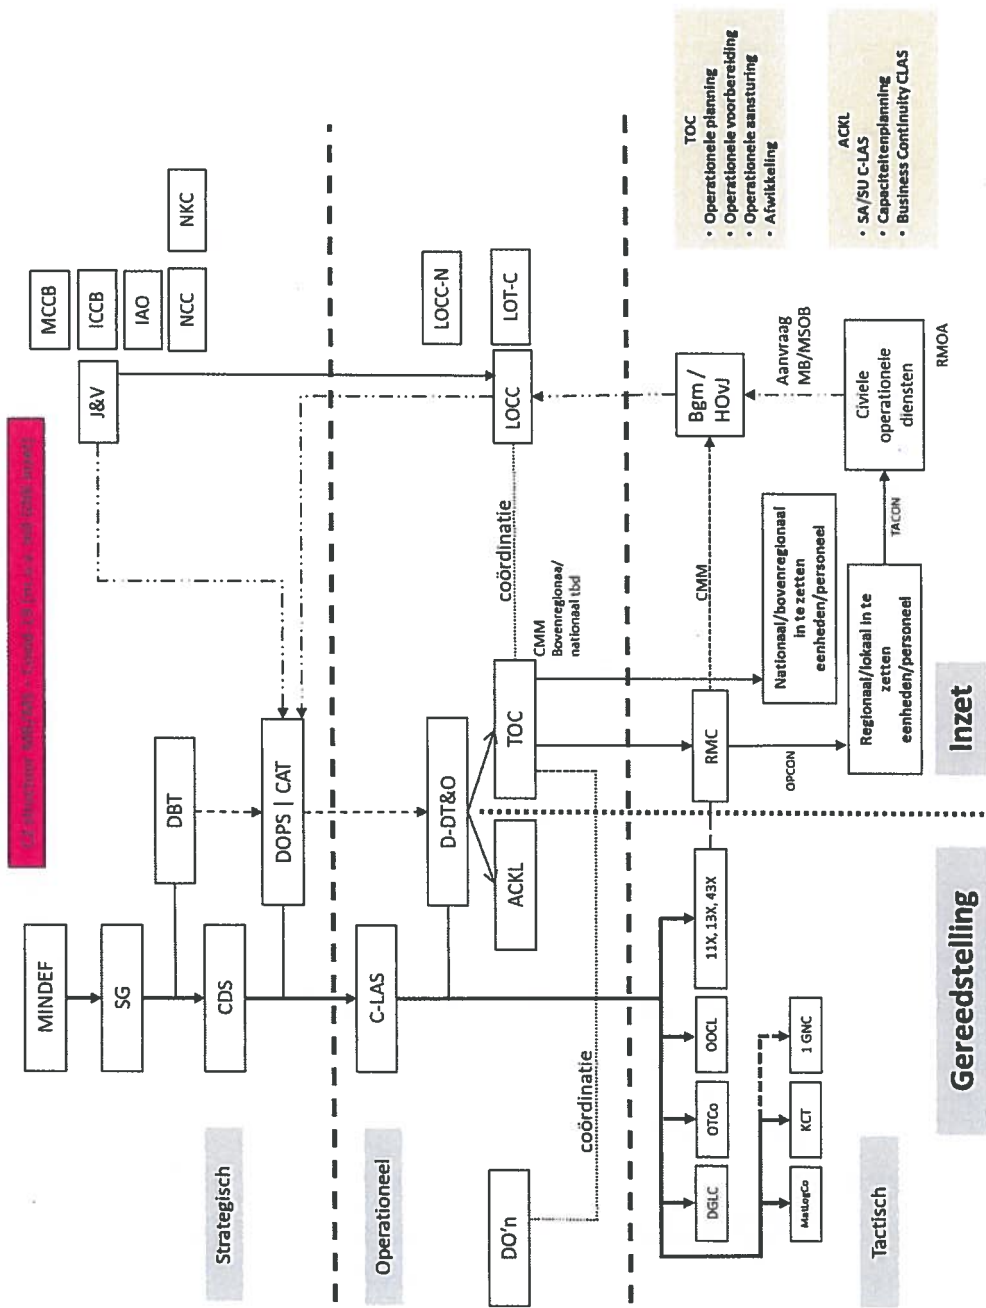 MINDEF
SG
CDS
DBT
DOPS | CAT
J&V
MCCB
ICCB
IAO
NCC
NKC
Strategisch
C-LAS
D-DT&O
ACKL
TOC
CMM
Bovenregionaa/
nationaal tbd
coördinatie
LOCC
LOCC-N
LOT-C
Operationeel
DO'n
coördinatie
DGLC
OTCo
OOCL
11X, 13X, 43X
MatLogCo
KCT
1 GNC
RMC
CMM
Bgm /
HOvJ
Aanvraag
MB/MSOB
OPCON
Nationaal/bovenregionaal
in te zetten
eenheden/personeel
Regionaal/lokaal in te
zetten
eenheden/personeel
TACON
Civiele
operationele
diensten
RMOA
TOC
• Operationele planning
• Operationele voorbereiding
• Operationele aansturing
• Afwikkeling
ACKL
• SA/SU C-LAS
• Capaciteitenplanning
• Business Continuity CLAS
Tactisch
Gereedstelling
Inzet